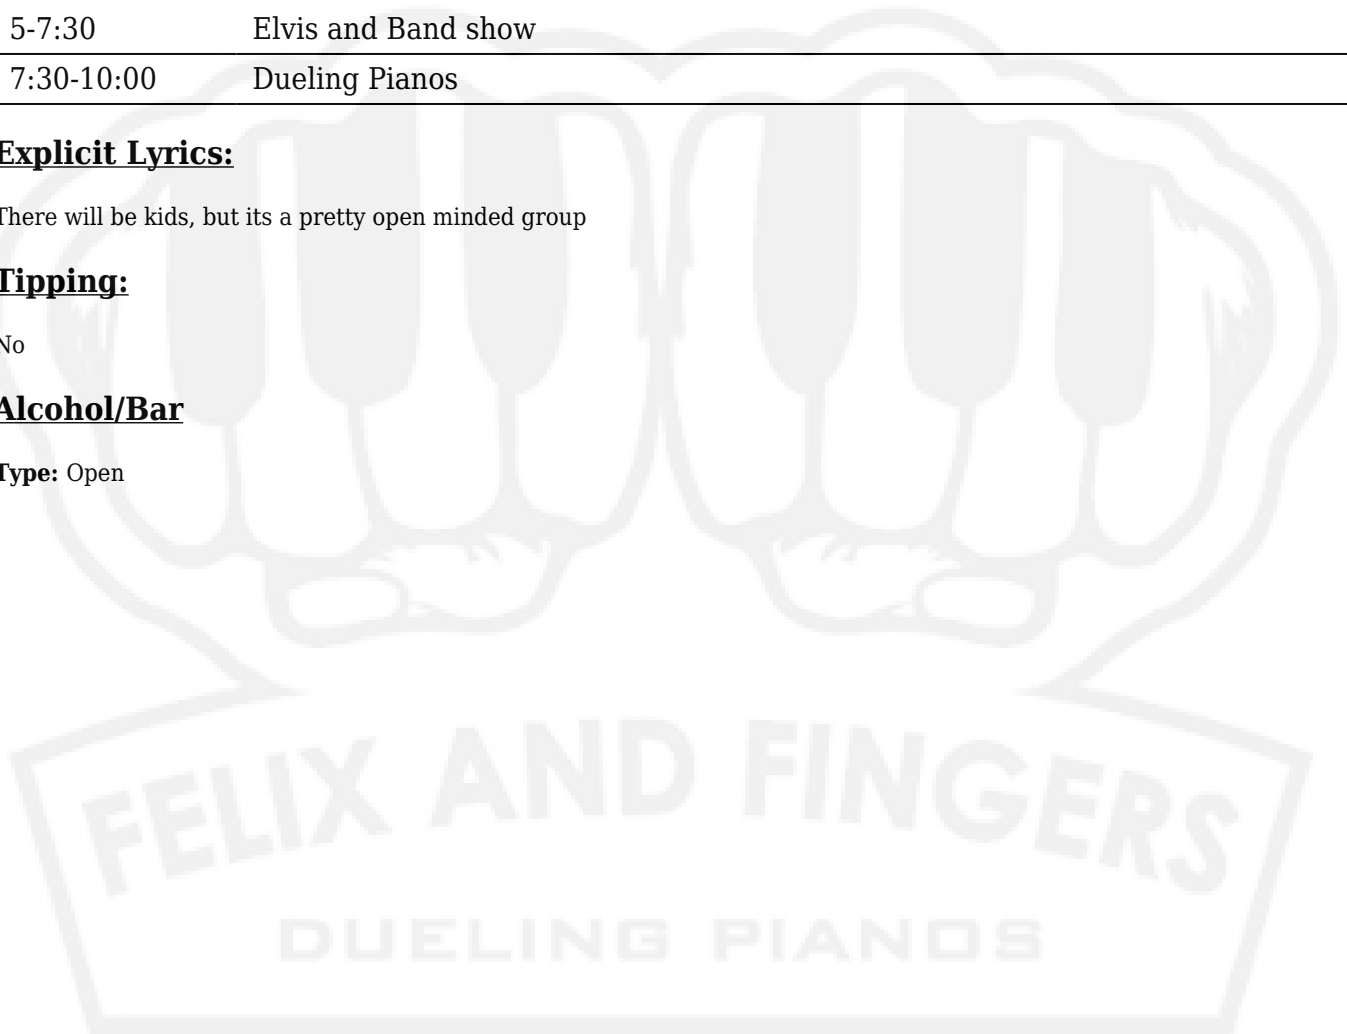 5-7:30 Elvis and Band show
7:30-10:00 Dueling Pianos
Explicit Lyrics:
There will be kids, but its a pretty open minded group
Tipping:
No
Alcohol/Bar
Type: Open
FELIX AND FINGERS
DUELING PIANOS